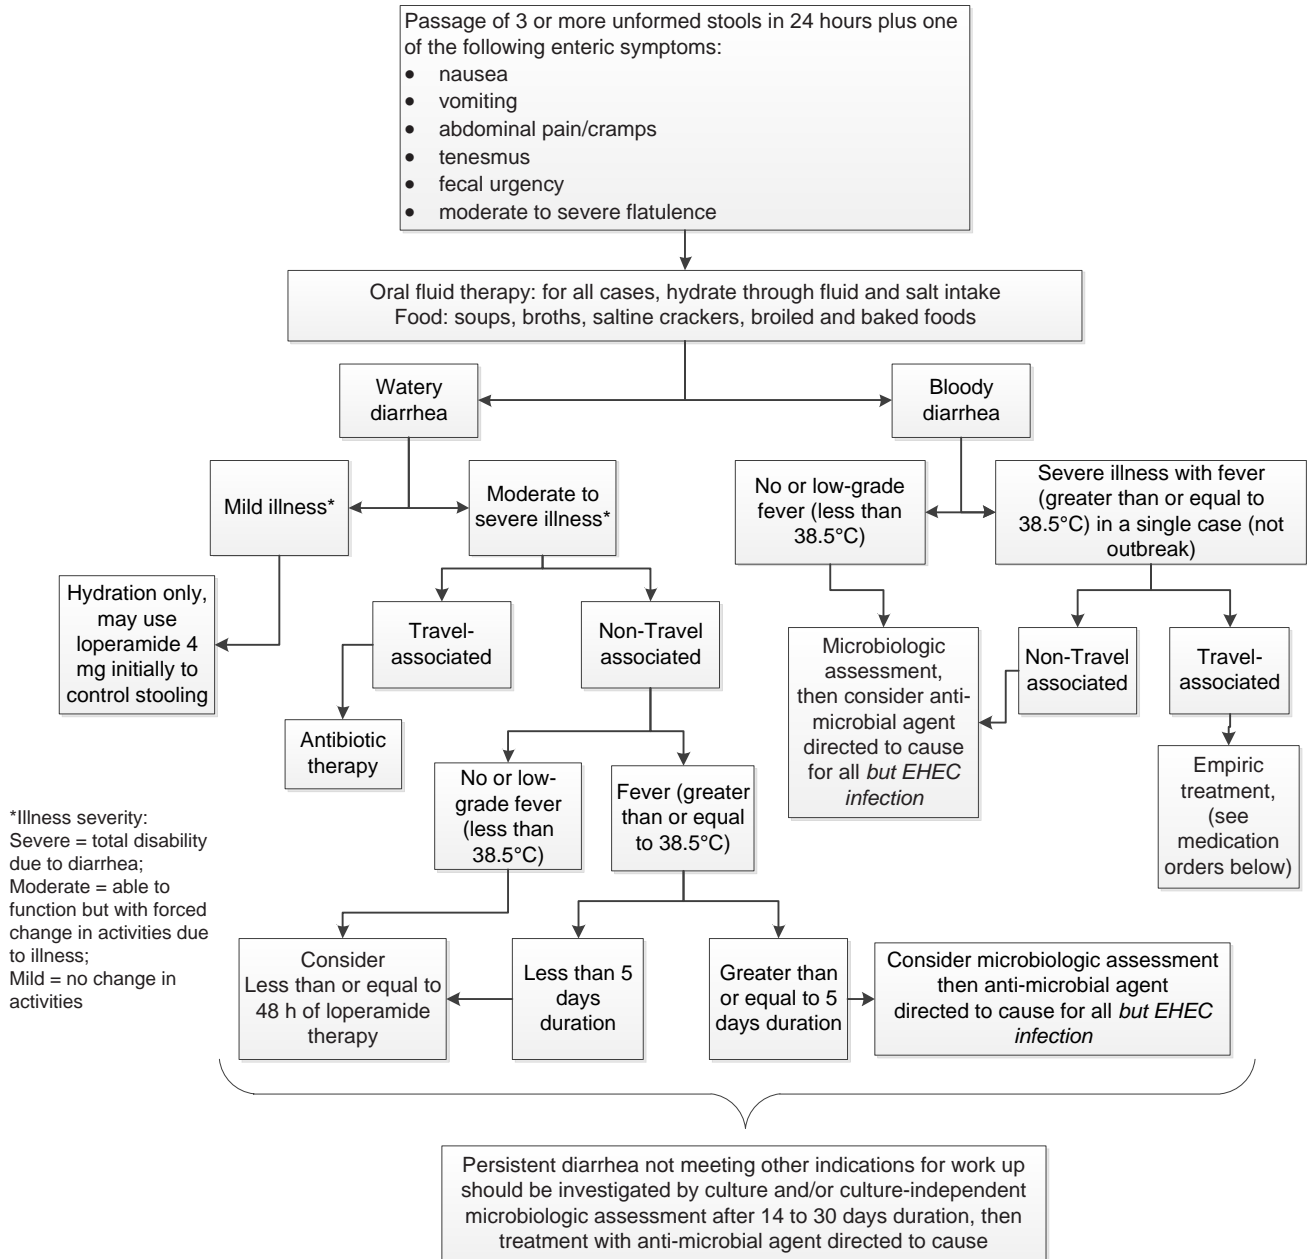 Passage of 3 or more unformed stools in 24 hours plus one
of the following enteric symptoms:
• nausea
• vomiting
• abdominal pain/cramps
• tenesmus
• fecal urgency
• moderate to severe flatulence
Oral fluid therapy: for all cases, hydrate through fluid and salt intake
Food: soups, broths, saltine crackers, broiled and baked foods
Watery
diarrhea
Bloody
diarrhea
Mild illness*
Moderate to
severe illness*
No or low-grade
fever (less than
38.5°C)
Severe illness with fever
(greater than or equal to
38.5°C) in a single case (not
outbreak)
Hydration only,
may use
loperamide 4
mg initially to
control stooling
Travel-
associated
Non-Travel
associated
Microbiologic
assessment,
then consider anti-
microbial agent
directed to cause
for all but EHEC
infection
Non-Travel
associated
Travel-
associated
Antibiotic
therapy
No or low-
grade fever
(less than
38.5°C)
Fever (greater
than or equal
to 38.5°C)
Empiric
treatment,
(see
medication
orders below)
*Illness severity:
Severe = total disability
due to diarrhea;
Moderate = able to
function but with forced
change in activities due
to illness;
Mild = no change in
activities
Consider
Less than or equal to
48 h of loperamide
therapy
Less than 5
days
duration
Greater than
or equal to 5
days duration
Consider microbiologic assessment
then anti-microbial agent
directed to cause for all but EHEC
infection
Persistent diarrhea not meeting other indications for work up
should be investigated by culture and/or culture-independent
microbiologic assessment after 14 to 30 days duration, then
treatment with anti-microbial agent directed to cause